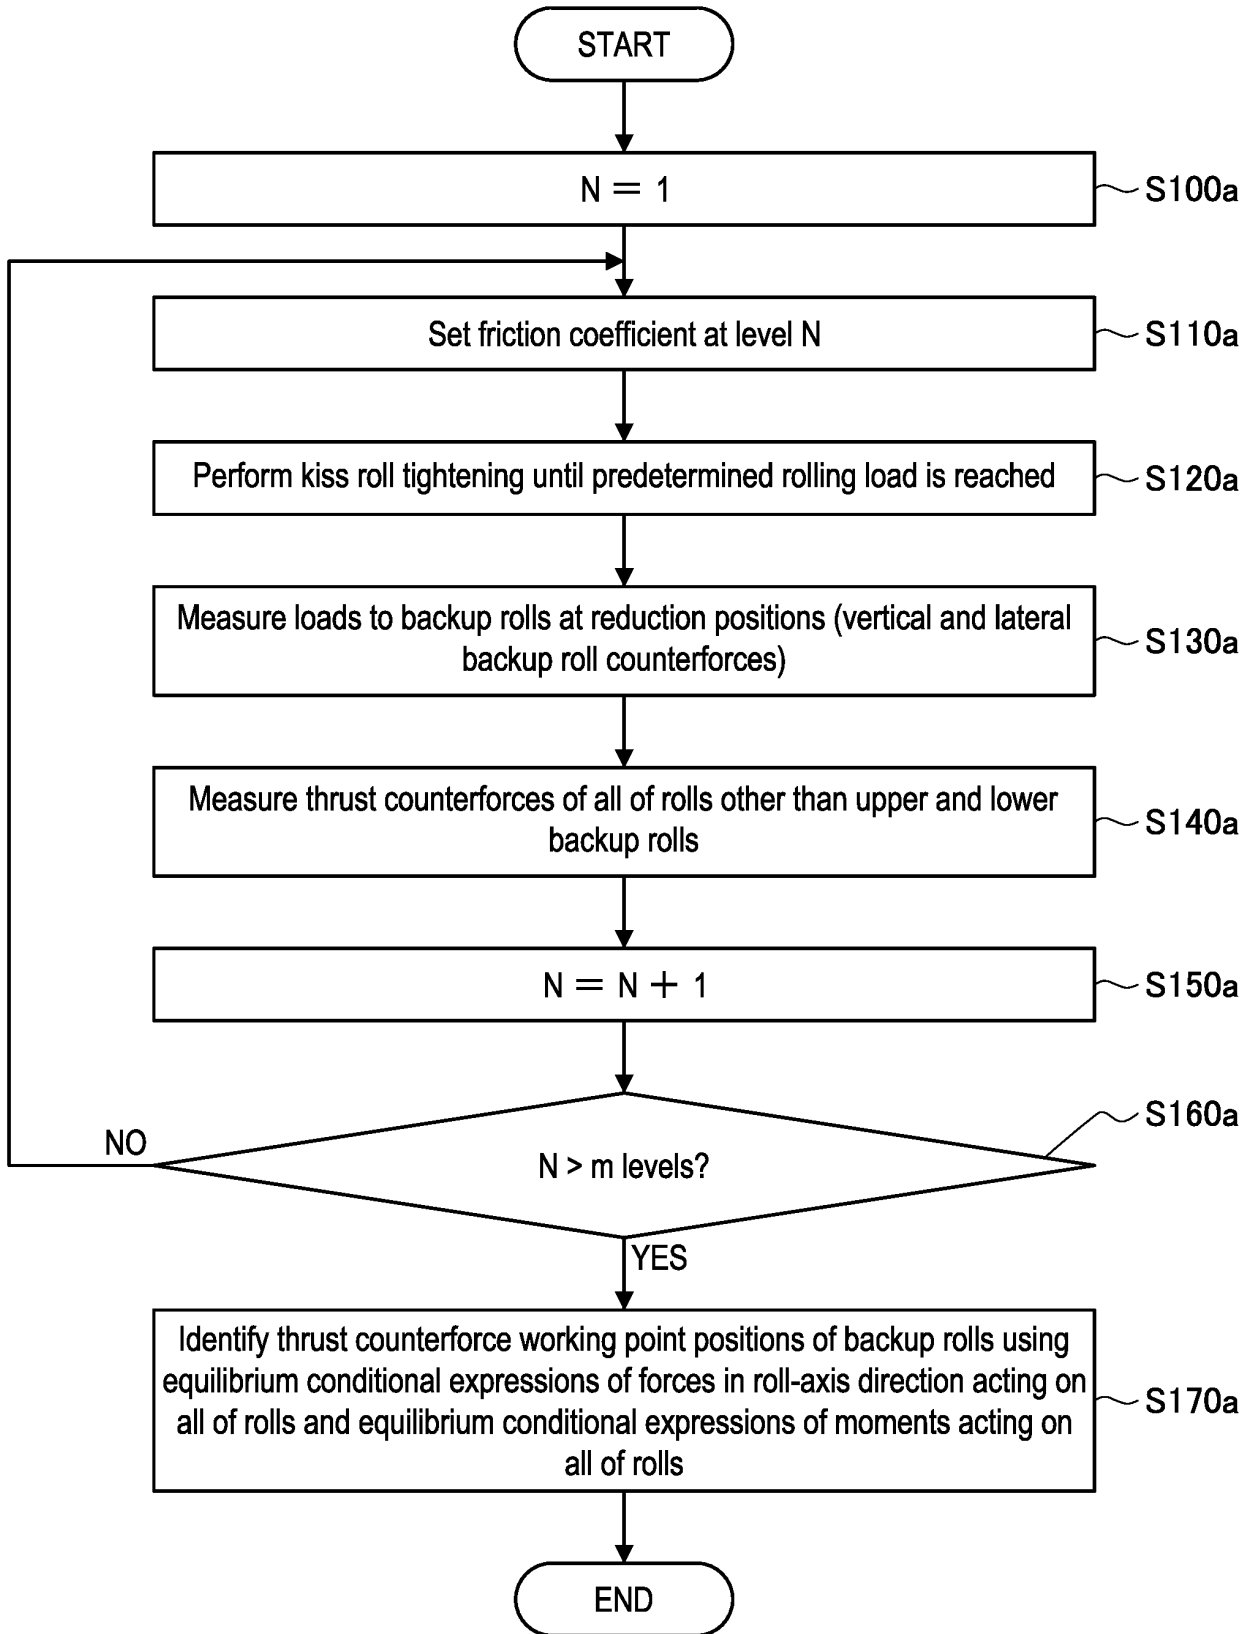 START
N = 1
S100a
Set friction coefficient at level N
S110a
Perform kiss roll tightening until predetermined rolling load is reached
S120a
Measure loads to backup rolls at reduction positions (vertical and lateral
backup roll counterforces)
S130a
Measure thrust counterforces of all of rolls other than upper and lower
backup rolls
S140a
N = N + 1
S150a
N > m levels?
S160a
NO
YES
Identify thrust counterforce working point positions of backup rolls using
equilibrium conditional expressions of forces in roll-axis direction acting on
all of rolls and equilibrium conditional expressions of moments acting on
all of rolls
S170a
END